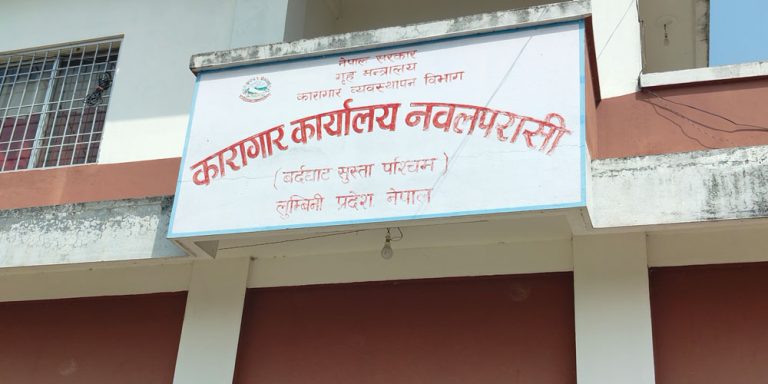 नेपाल सरकार
गृह मन्त्रालय
कारागार व्यवस्थापन विभाग
कारागार कार्यालय नवलपरासी
(बर्दघाट सुस्ता पश्चिम)
लुम्बिनी प्रदेश नेपाल